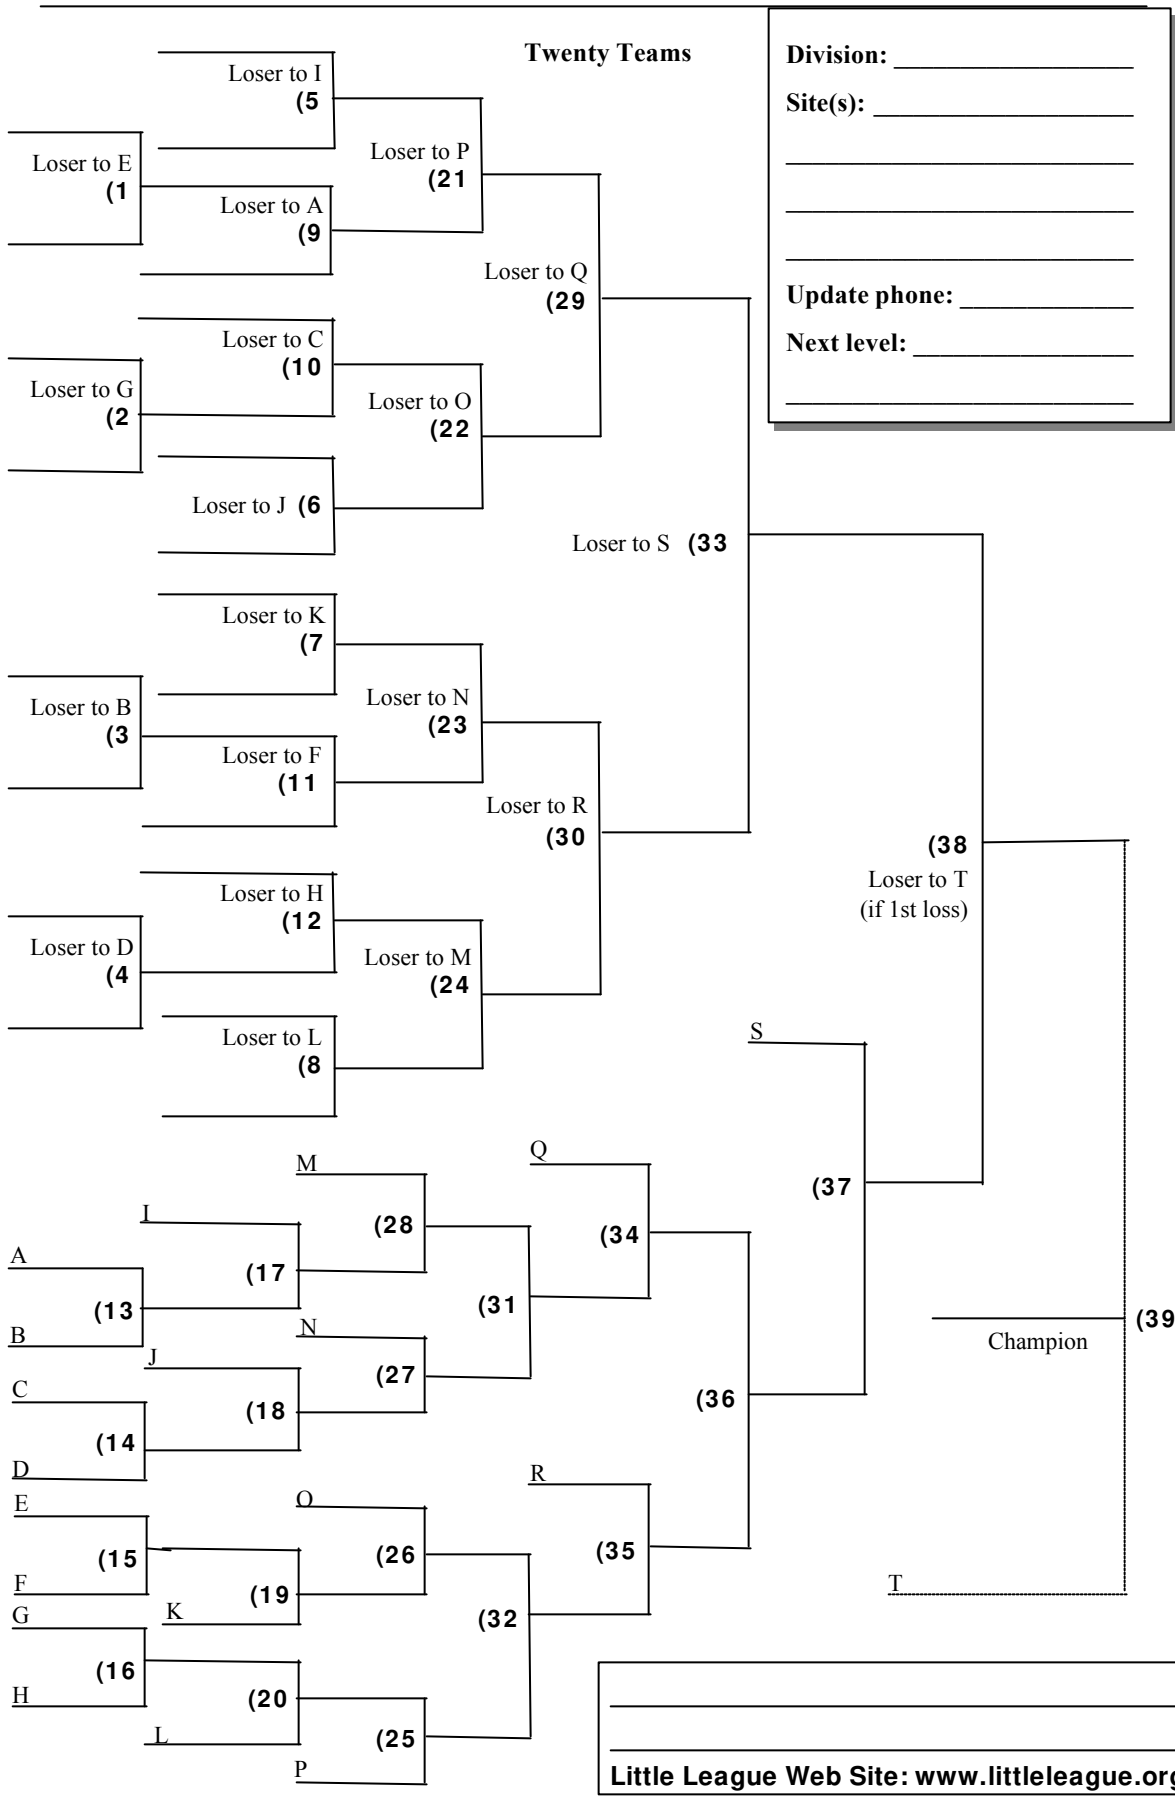 Twenty Teams
Division: ____________________
Site(s): ____________________
Update phone: _______________
Next level: ___________________
Loser to I
(5
Loser to E
(1
Loser to P
(21
Loser to A
(9
Loser to Q
(29
Loser to C
(10
Loser to G
(2
Loser to O
(22
Loser to J (6
Loser to S (33
Loser to K
(7
Loser to B
(3
Loser to N
(23
Loser to F
(11
Loser to R
(30
(38
Loser to T
(if 1st loss)
Loser to H
(12
Loser to D
(4
Loser to M
(24
Loser to L
(8
S
Q
M
(37
I
(28
(34
A
(17
(13
(31
B
N
(39
Champion
J
(27
C
(18
(36
(14
D
R
E
O
(15
(26
(35
F
(19
T
G
K
(32
(16
H
(20
L
(25
P
Little League Web Site: www.littleleague.org